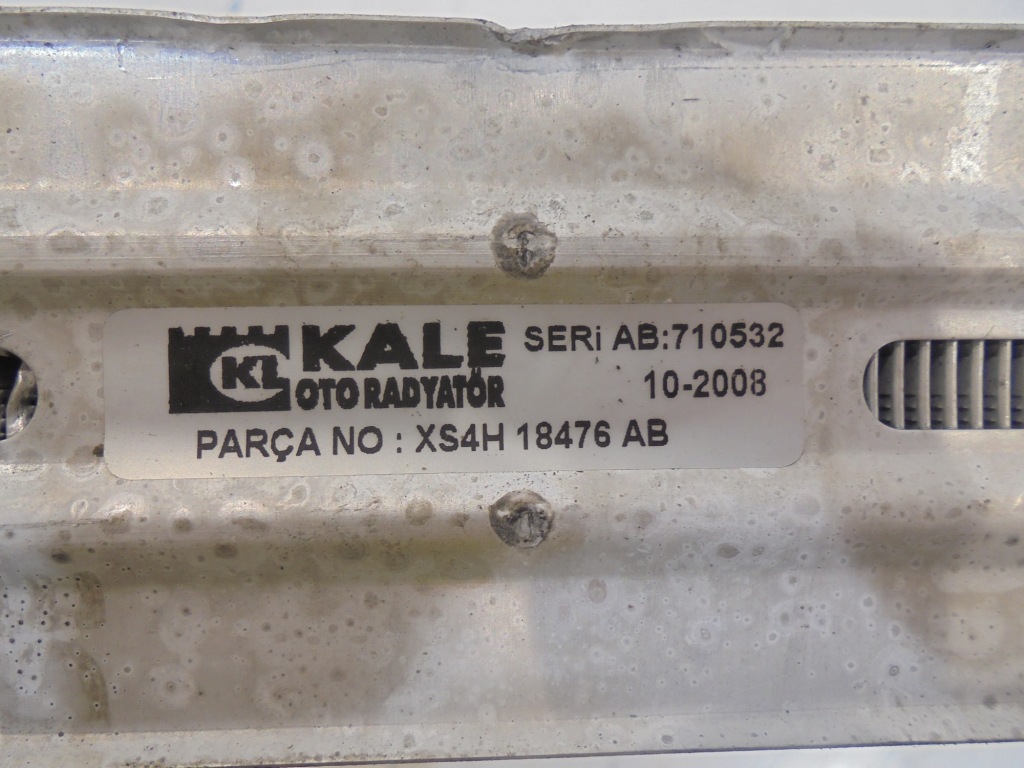 KL KALE
OTO RADYATÖR
SERİ AB:710532
10-2008
PARÇA NO : XS4H 18476 AB